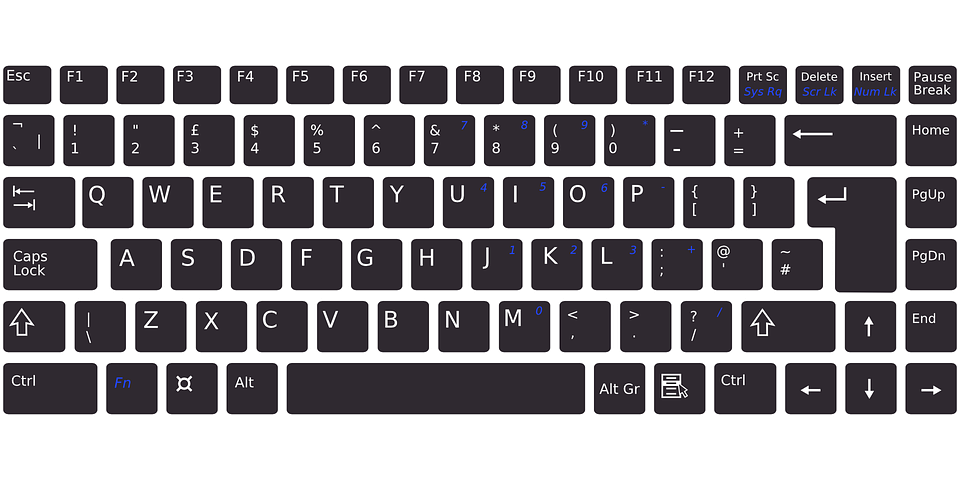 Esc F1 F2 F3 F4 F5 F6 F7 F8 F9 F10 F11 F12 Prt Sc Delete Insert Pause
Sys Rq Scr Lk Num Lk Break
¬ | ! " £ $ % ^ & 7 * 8 ( 9 ) * — + Home
` 1 2 3 4 5 6 7 8 9 0 - =
Q W E R T Y U 4 I 5 O 6 P - { } PgUp
[ ]
Caps A S D F G H J 1 K 2 L 3 : + @ ~ PgDn
Lock ; ' #
| Z X C V B N M 0 < > ? / End
\ , . /
Ctrl Fn Alt Alt Gr Ctrl